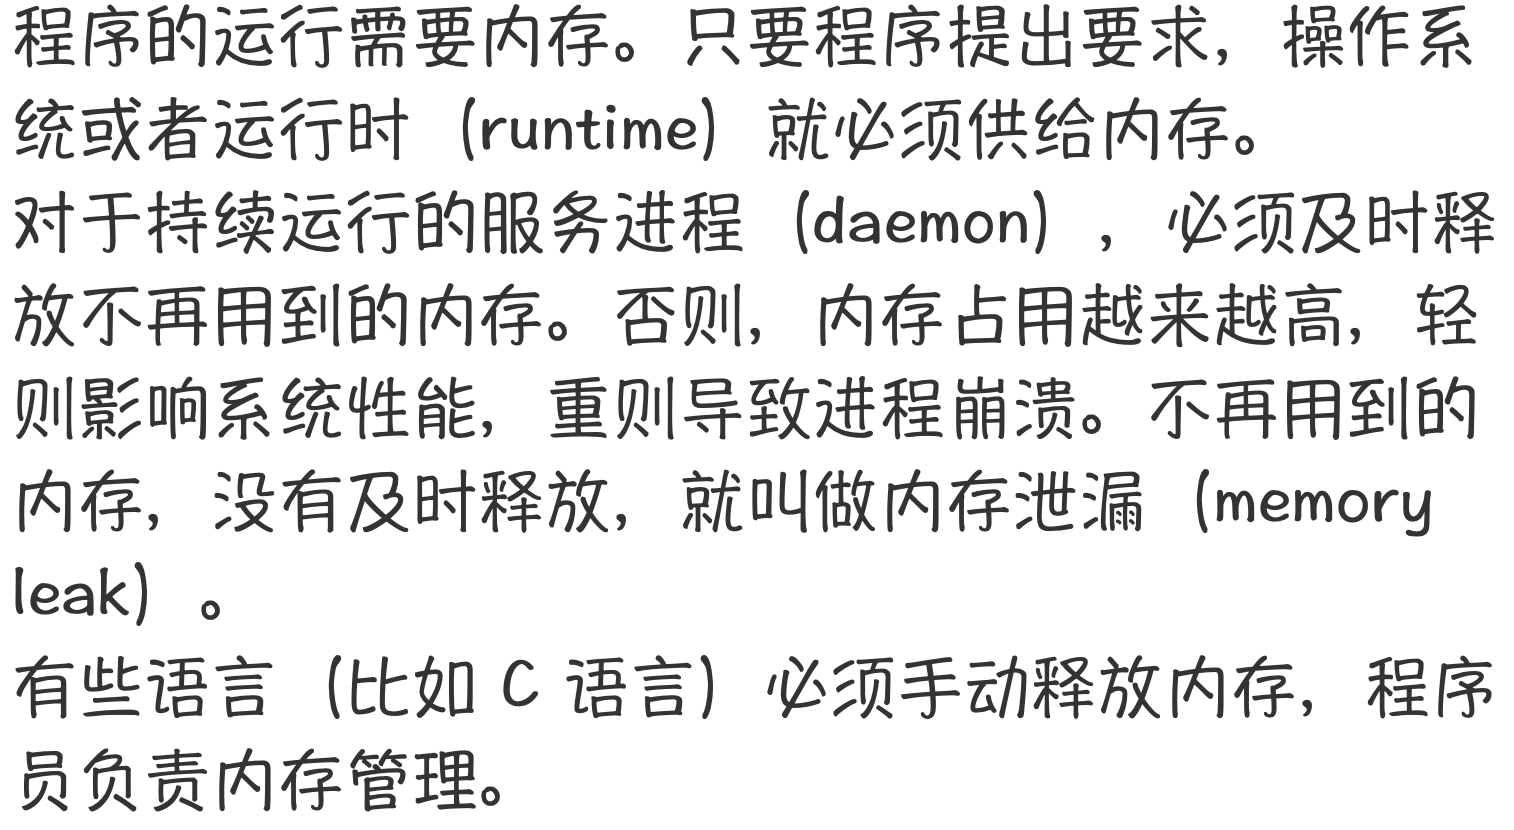 程序的运行需要内存。只要程序提出要求，操作系
统或者运行时（runtime）就必须供给内存。
对于持续运行的服务进程（daemon），必须及时释
放不再用到的内存。否则，内存占用越来越高，轻
则影响系统性能，重则导致进程崩溃。不再用到的
内存，没有及时释放，就叫做内存泄漏（memory
leak）。
有些语言（比如 C 语言）必须手动释放内存，程序
员负责内存管理。